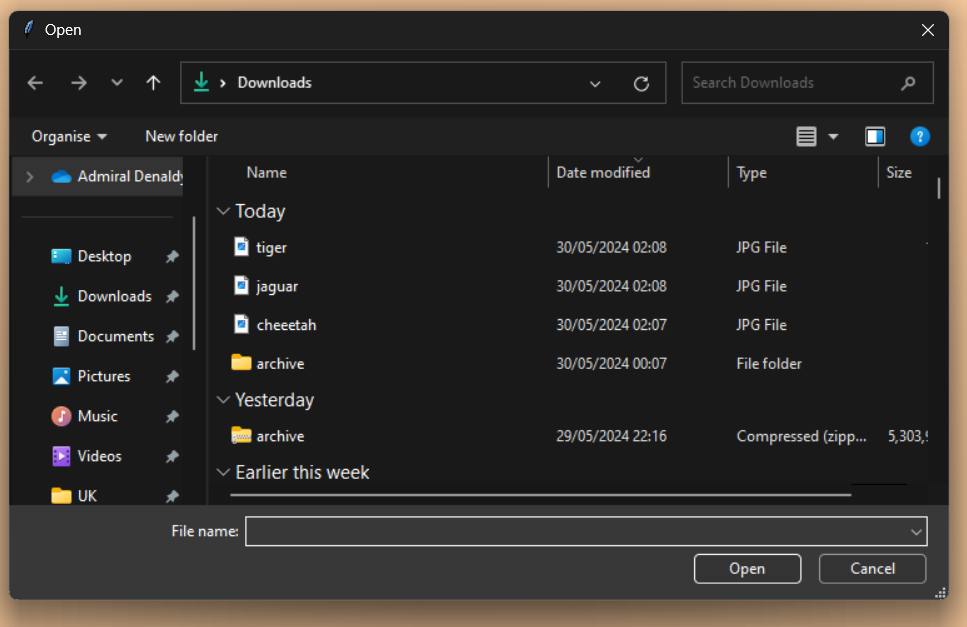 Open
Downloads
Search Downloads
Organise
New folder
Admiral Denaldy
Desktop
Downloads
Documents
Pictures
Music
Videos
UK
Name Date modified Type Size
Today
tiger 30/05/2024 02:08 JPG File
jaguar 30/05/2024 02:08 JPG File
cheeetah 30/05/2024 02:07 JPG File
archive 30/05/2024 00:07 File folder
Yesterday
archive 29/05/2024 22:16 Compressed (zipp... 5,303,
Earlier this week
File name:
Open Cancel